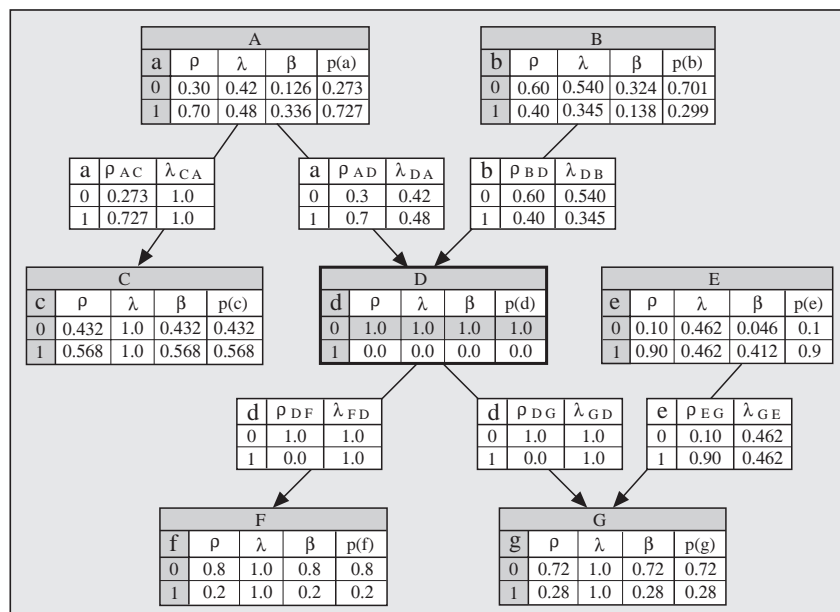 A
a ρ λ β p(a)
0 0.30 0.42 0.126 0.273
1 0.70 0.48 0.336 0.727
B
b ρ λ β p(b)
0 0.60 0.540 0.324 0.701
1 0.40 0.345 0.138 0.299
a ρ AC λ CA
0 0.273 1.0
1 0.727 1.0
a ρ AD λ DA
0 0.3 0.42
1 0.7 0.48
b ρ BD λ DB
0 0.60 0.540
1 0.40 0.345
C
c ρ λ β p(c)
0 0.432 1.0 0.432 0.432
1 0.568 1.0 0.568 0.568
D
d ρ λ β p(d)
0 1.0 1.0 1.0 1.0
1 0.0 0.0 0.0 0.0
E
e ρ λ β p(e)
0 0.10 0.462 0.046 0.1
1 0.90 0.462 0.412 0.9
d ρ DF λ FD
0 1.0 1.0
1 0.0 1.0
d ρ DG λ GD
0 1.0 1.0
1 0.0 1.0
e ρ EG λ GE
0 0.10 0.462
1 0.90 0.462
F
f ρ λ β p(f)
0 0.8 1.0 0.8 0.8
1 0.2 1.0 0.2 0.2
G
g ρ λ β p(g)
0 0.72 1.0 0.72 0.72
1 0.28 1.0 0.28 0.28